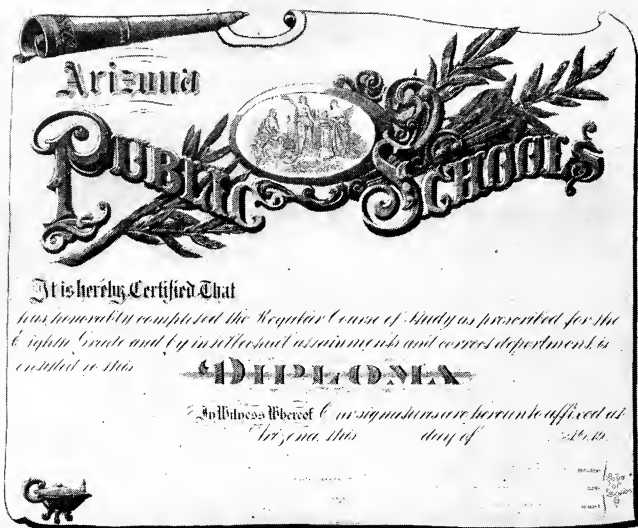 Arizona
PUBLIC SCHOOLS
It is hereby Certified That
has honorably completed the Regular Course of Study as prescribed for the
Eighth Grade and by intellectual attainments and correct deportment, is
entitled to this
DIPLOMA
In Witness Whereof Our signatures are hereunto affixed at
Arizona, this day of 19